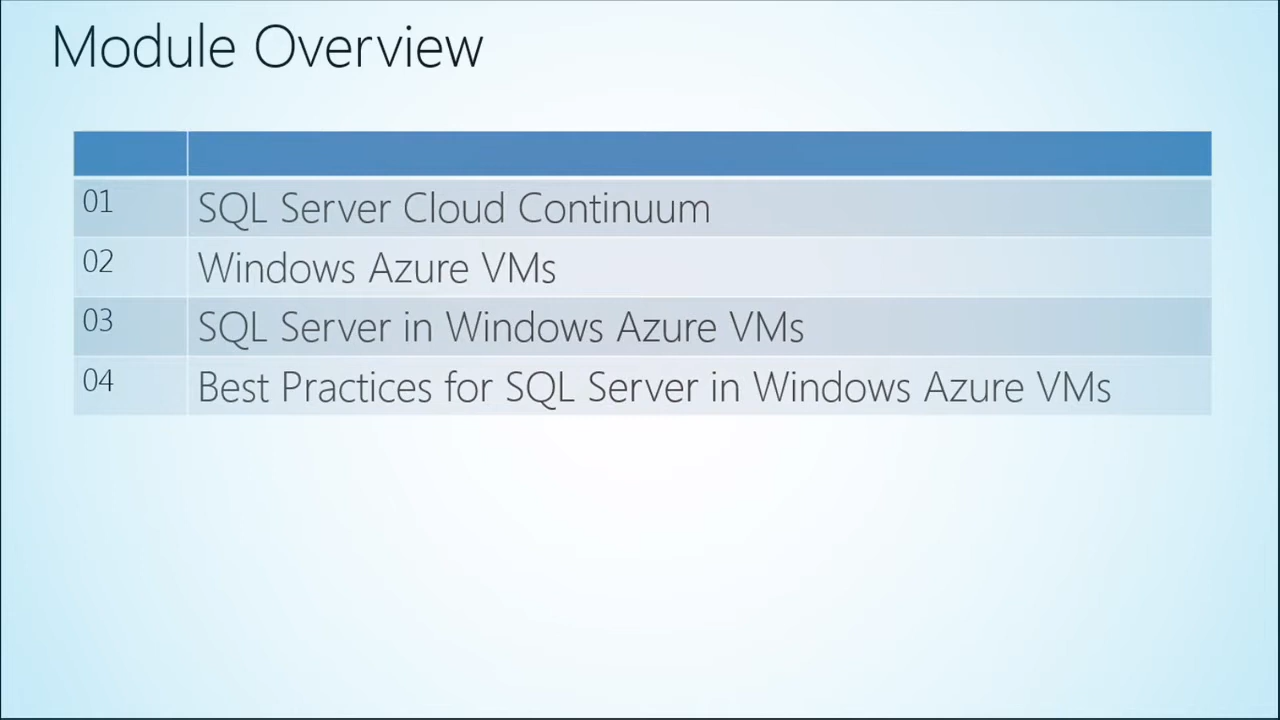 Module Overview
01 SQL Server Cloud Continuum
02 Windows Azure VMs
03 SQL Server in Windows Azure VMs
04 Best Practices for SQL Server in Windows Azure VMs